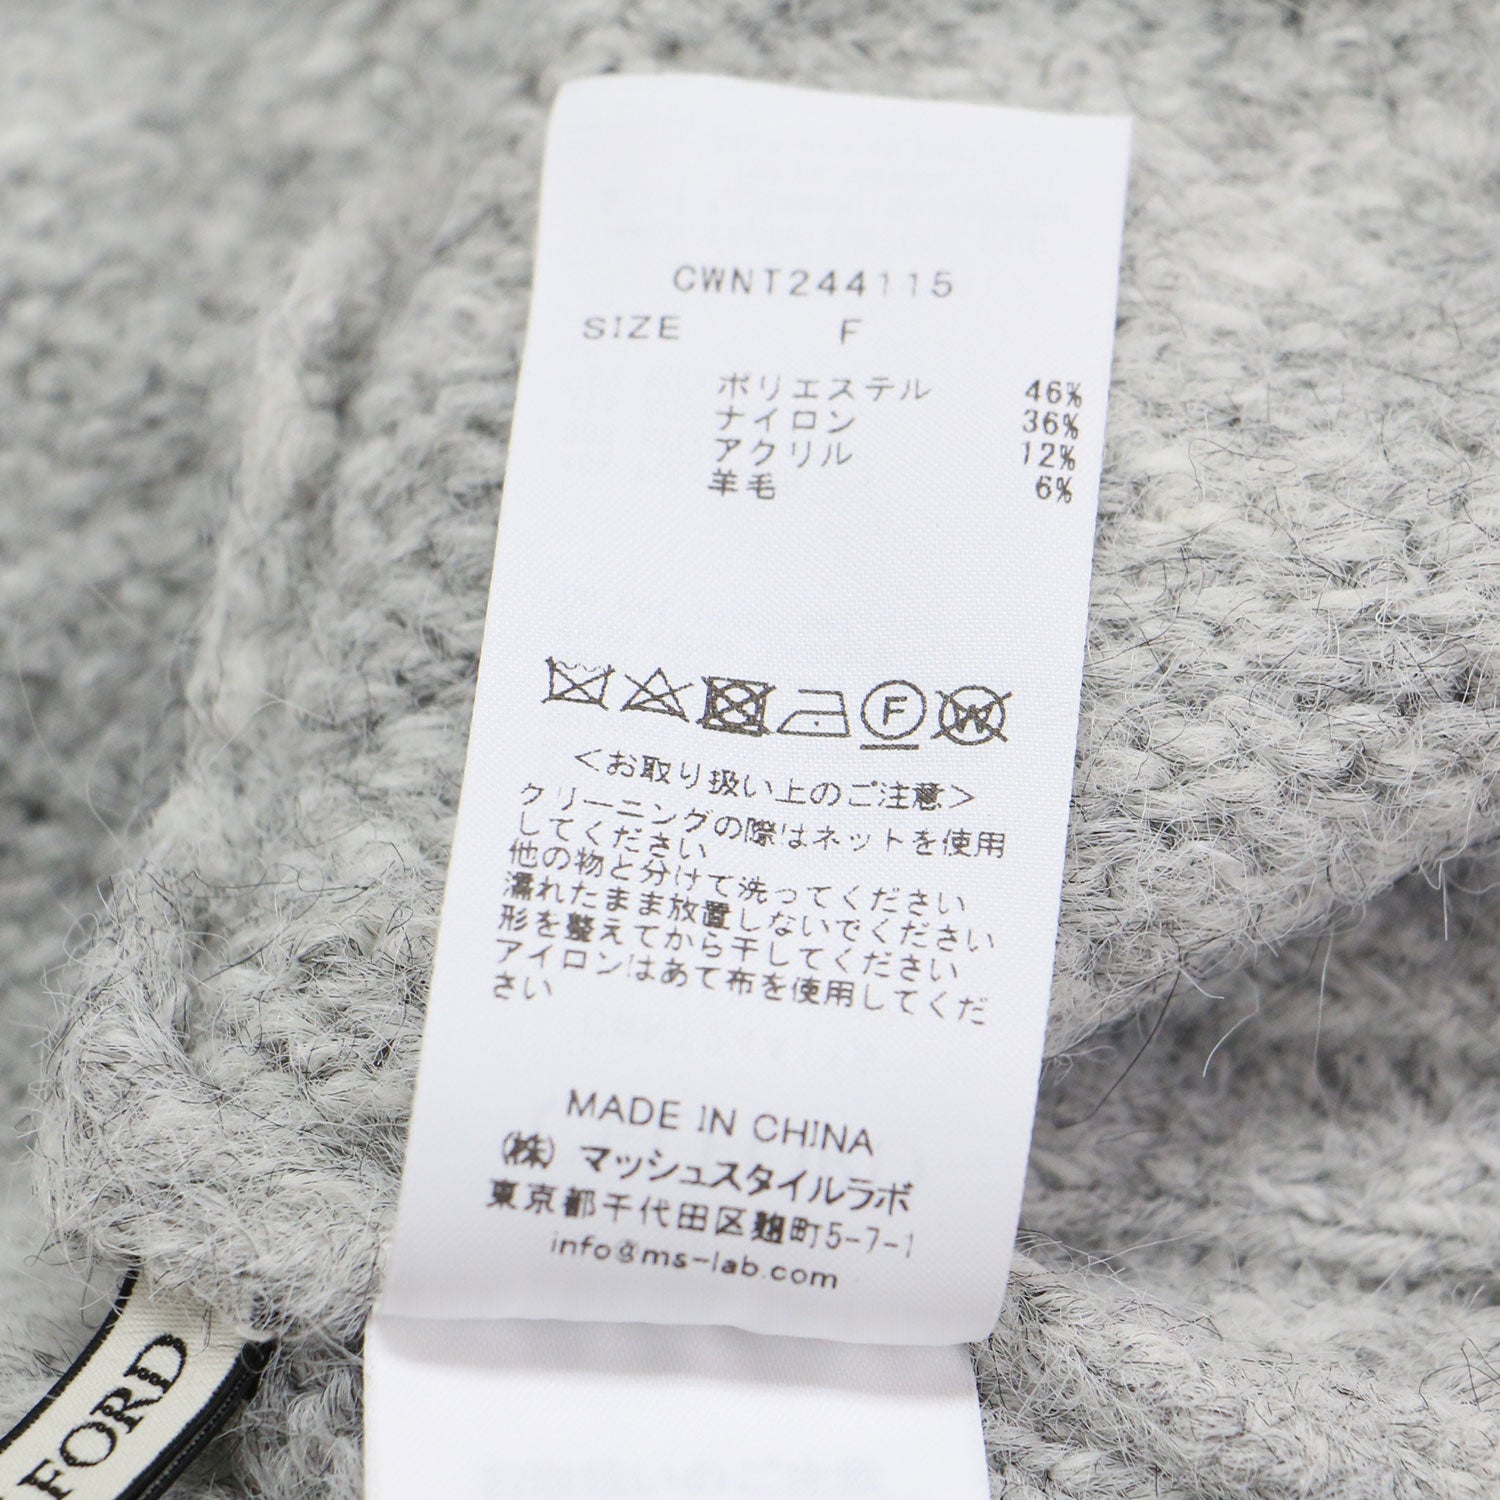 CWNT244115
SIZE F
ポリエステル 46%
ナイロン 36%
アクリル 12%
羊毛 6%
F
W
＜お取り扱い上のご注意＞
クリーニングの際はネットを使用
してください
他の物と分けて洗ってください
濡れたまま放置しないでください
形を整えてから干してください
アイロンはあて布を使用してくだ
さい
MADE IN CHINA
(株) マッシュスタイルラボ
東京都千代田区麹町5-7-1
info@ms-lab.com
FORD